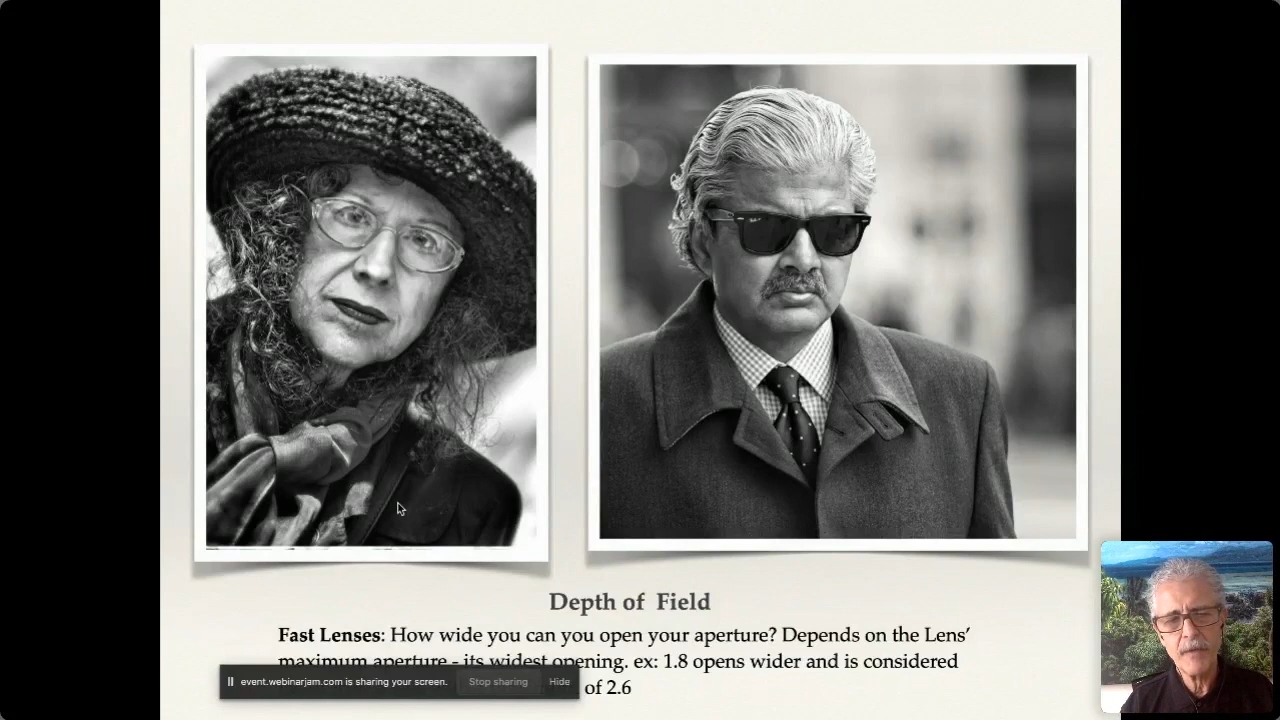 Depth of Field
Fast Lenses: How wide you can you open your aperture? Depends on the Lens'
maximum aperture - its widest opening. ex: 1.8 opens wider and is considered
of 2.6
event.webinarjam.com is sharing your screen. Stop sharing Hide